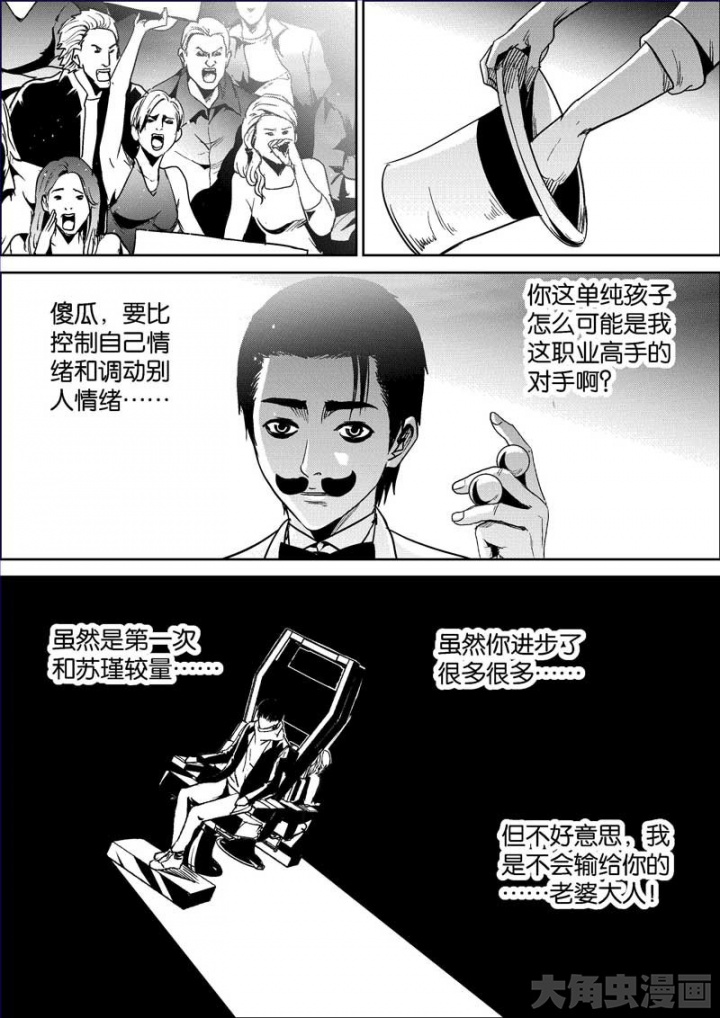 傻瓜，要比
控制自己情
绪和调动别
人情绪……
你这单纯孩子
怎么可能是我
这职业高手的
对手啊？
虽然是第一次
和苏瑾较量……
虽然你进步了
很多很多……
但不好意思，我
是不会输给你的
……老婆大人！
大角虫漫画